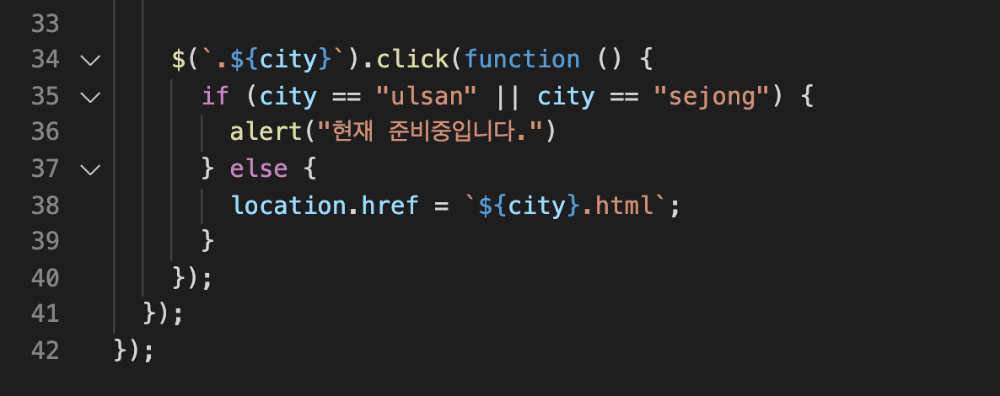 33
34 $(`.${city}`).click(function () {
35 if (city == "ulsan" || city == "sejong") {
36 alert("현재 준비중입니다.")
37 } else {
38 location.href = `${city}.html`;
39 }
40 });
41 });
42 });